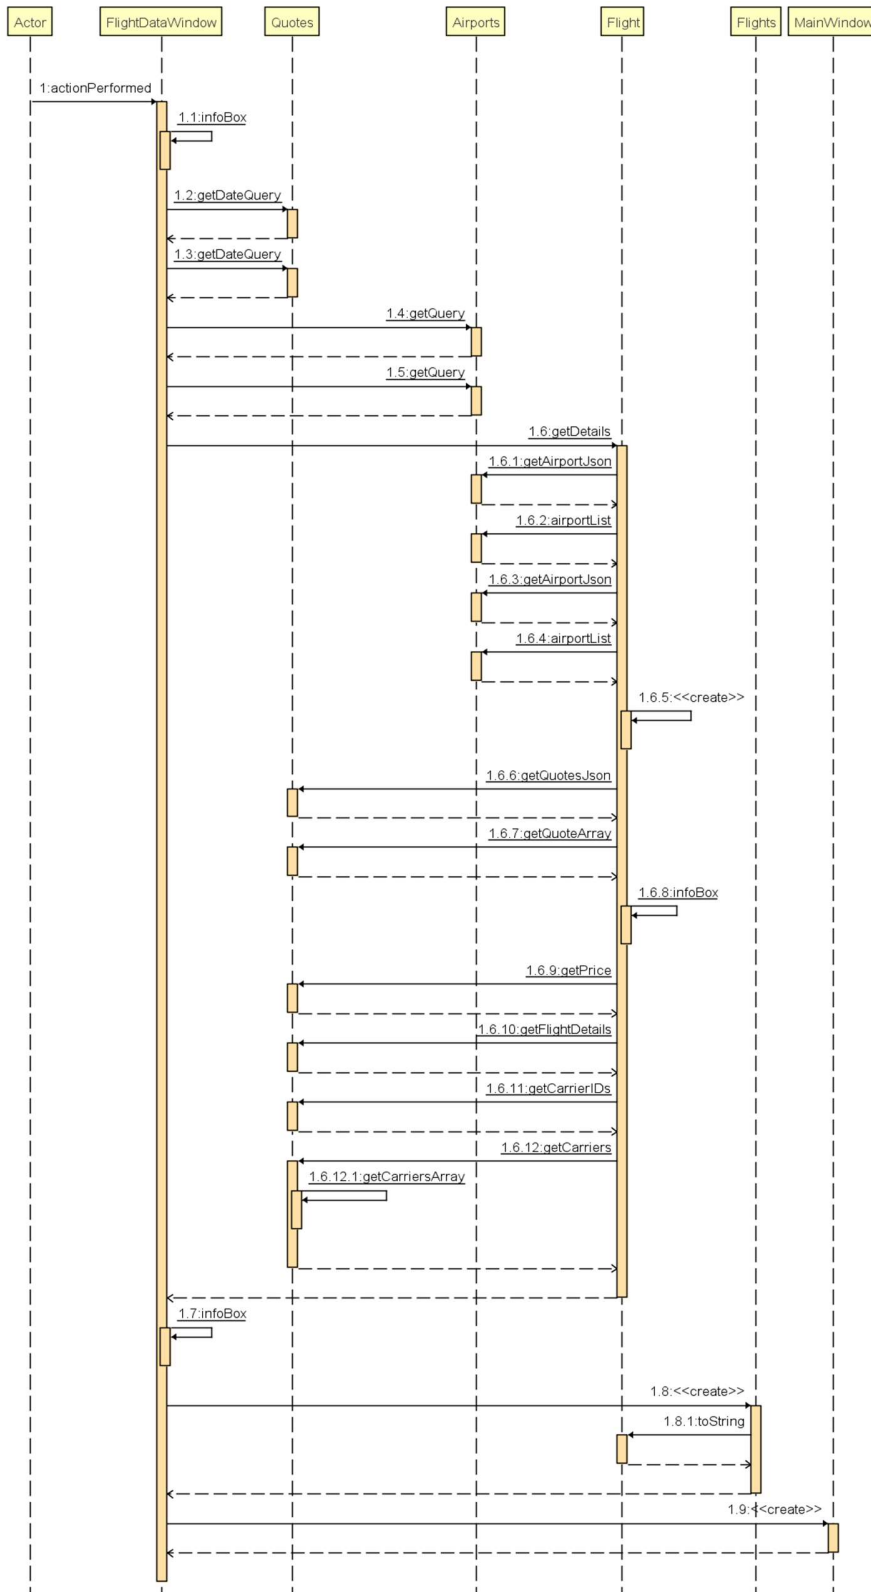 Actor
FlightDataWindow
Quotes
Airports
Flight
Flights
MainWindow
1:actionPerformed
1.1:infoBox
1.2:getDateQuery
1.3:getDateQuery
1.4:getQuery
1.5:getQuery
1.6:getDetails
1.6.1:getAirportJson
1.6.2:airportList
1.6.3:getAirportJson
1.6.4:airportList
1.6.5:<<create>>
1.6.6:getQuotesJson
1.6.7:getQuoteArray
1.6.8:infoBox
1.6.9:getPrice
1.6.10:getFlightDetails
1.6.11:getCarrierIDs
1.6.12:getCarriers
1.6.12.1:getCarriersArray
1.7:infoBox
1.8:<<create>>
1.8.1:toString
1.9:<<create>>